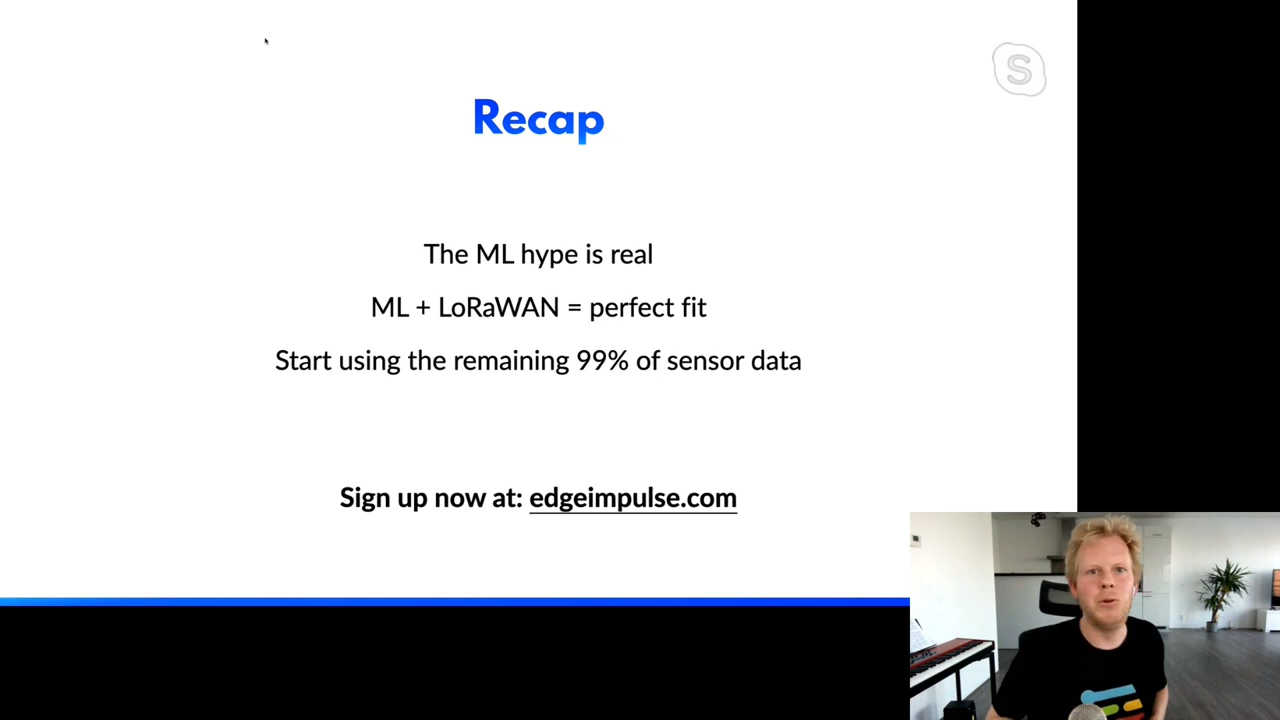 S
Recap
The ML hype is real
ML + LoRaWAN = perfect fit
Start using the remaining 99% of sensor data
Sign up now at: edgeimpulse.com